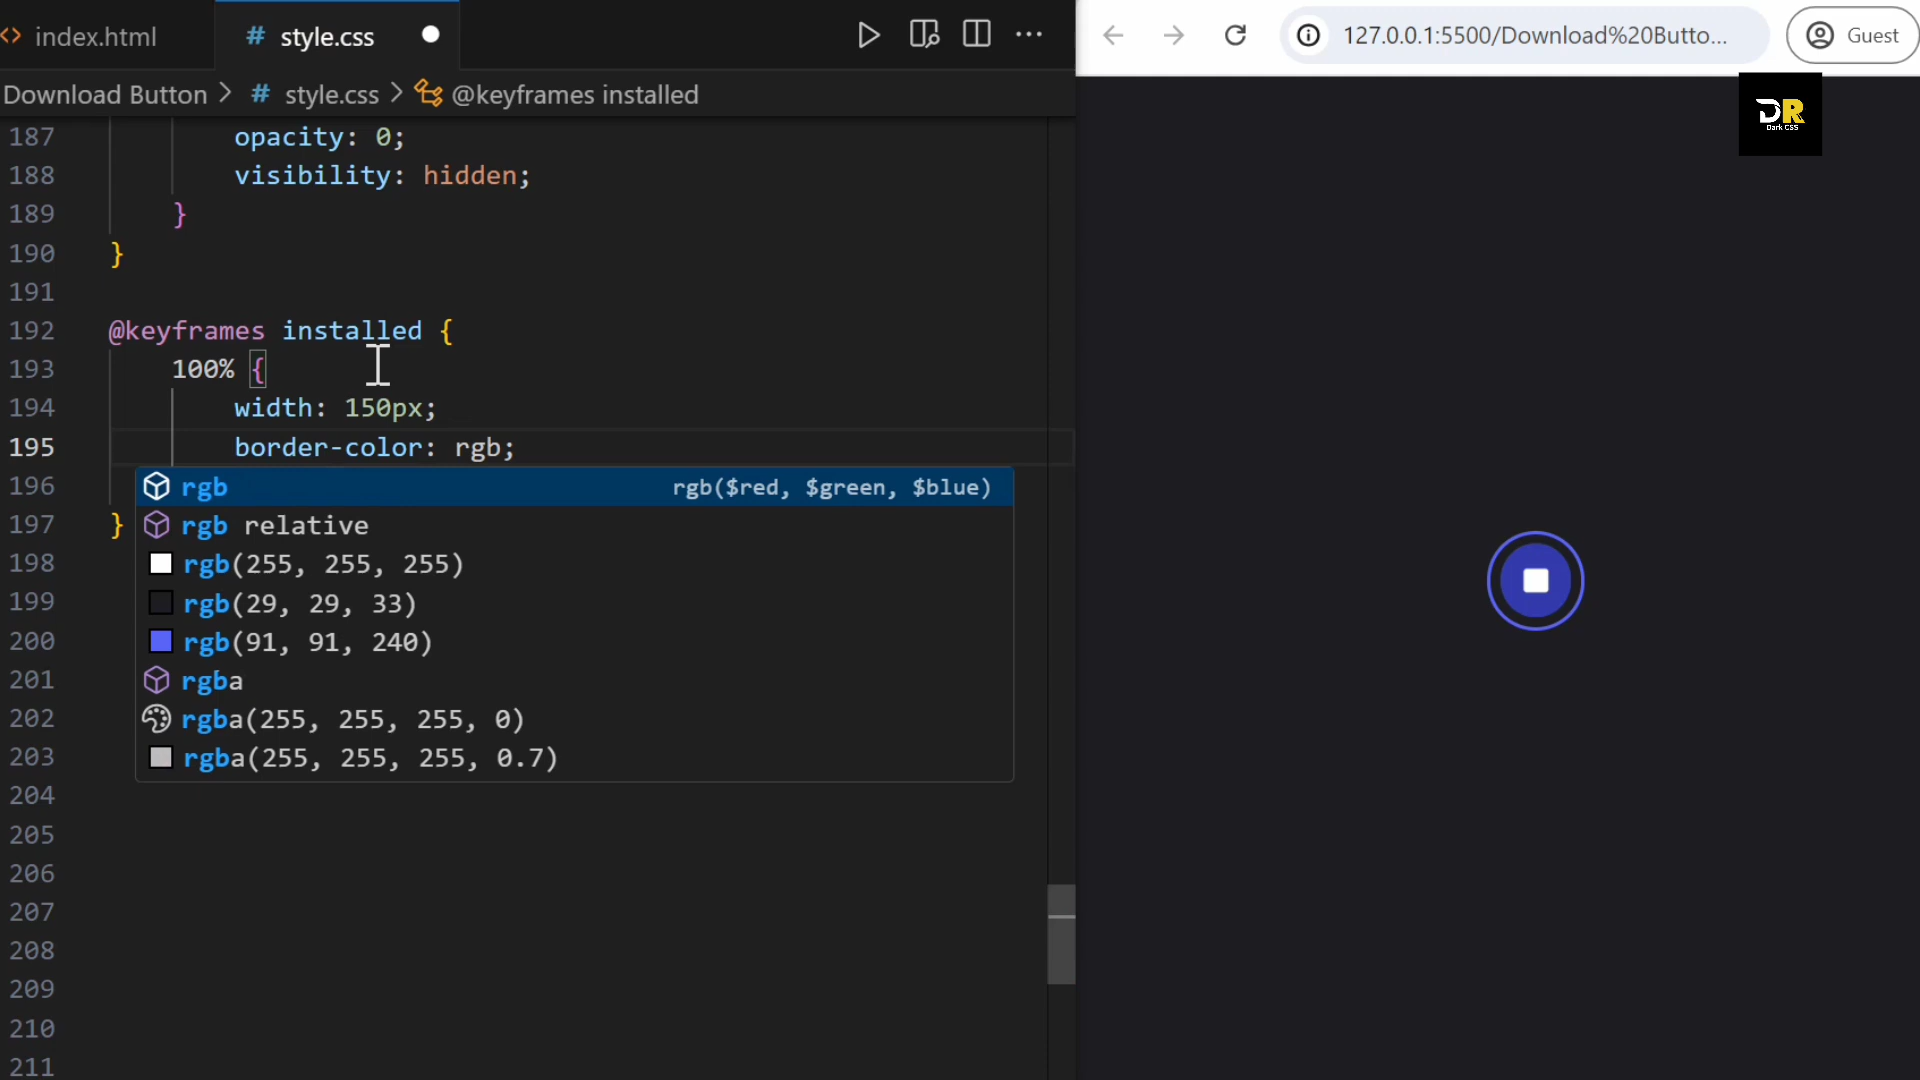 index.html
# style.css
127.0.0.1:5500/Download%20Butto...
Guest
Download Button > # style.css > @keyframes installed
DR
Dark CSS
187 opacity: 0;
188 visibility: hidden;
189 }
190 }
191
192 @keyframes installed {
193 100% {
194 width: 150px;
195 border-color: rgb;
196 rgb rgb($red, $green, $blue)
197 } rgb relative
198 rgb(255, 255, 255)
199 rgb(29, 29, 33)
200 rgb(91, 91, 240)
201 rgba
202 rgba(255, 255, 255, 0)
203 rgba(255, 255, 255, 0.7)
204
205
206
207
208
209
210
211